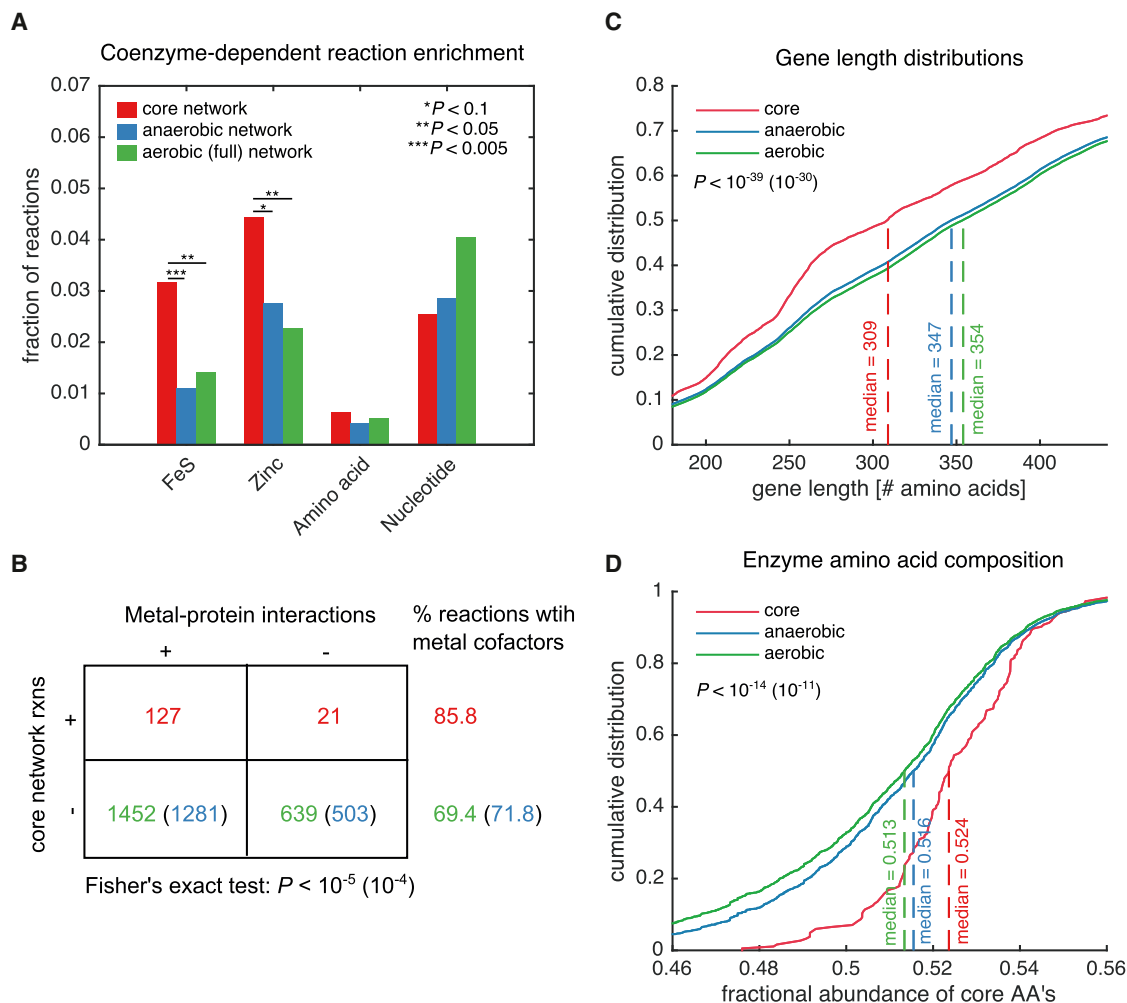 A
Coenzyme-dependent reaction enrichment
fraction of reactions
0.07
0.06
0.05
0.04
0.03
0.02
0.01
0
core network
anaerobic network
aerobic (full) network
*P < 0.1
**P < 0.05
***P < 0.005
**
***
**
*
FeS
Zinc
Amino acid
Nucleotide
B
Metal-protein interactions
% reactions wtih
metal cofactors
+
-
core network rxns
+
127
21
85.8
-
1452 (1281)
639 (503)
69.4 (71.8)
Fisher's exact test: P < 10⁻⁵ (10⁻⁴)
C
Gene length distributions
cumulative distribution
0.8
0.7
0.6
0.5
0.4
0.3
0.2
0.1
0
core
anaerobic
aerobic
P < 10⁻³⁹ (10⁻³⁰)
median = 309
median = 347
median = 354
200
250
300
350
400
gene length [# amino acids]
D
Enzyme amino acid composition
cumulative distribution
1
0.8
0.6
0.4
0.2
0
core
anaerobic
aerobic
P < 10⁻¹⁴ (10⁻¹¹)
median = 0.513
median = 0.516
median = 0.524
0.46
0.48
0.5
0.52
0.54
0.56
fractional abundance of core AA's